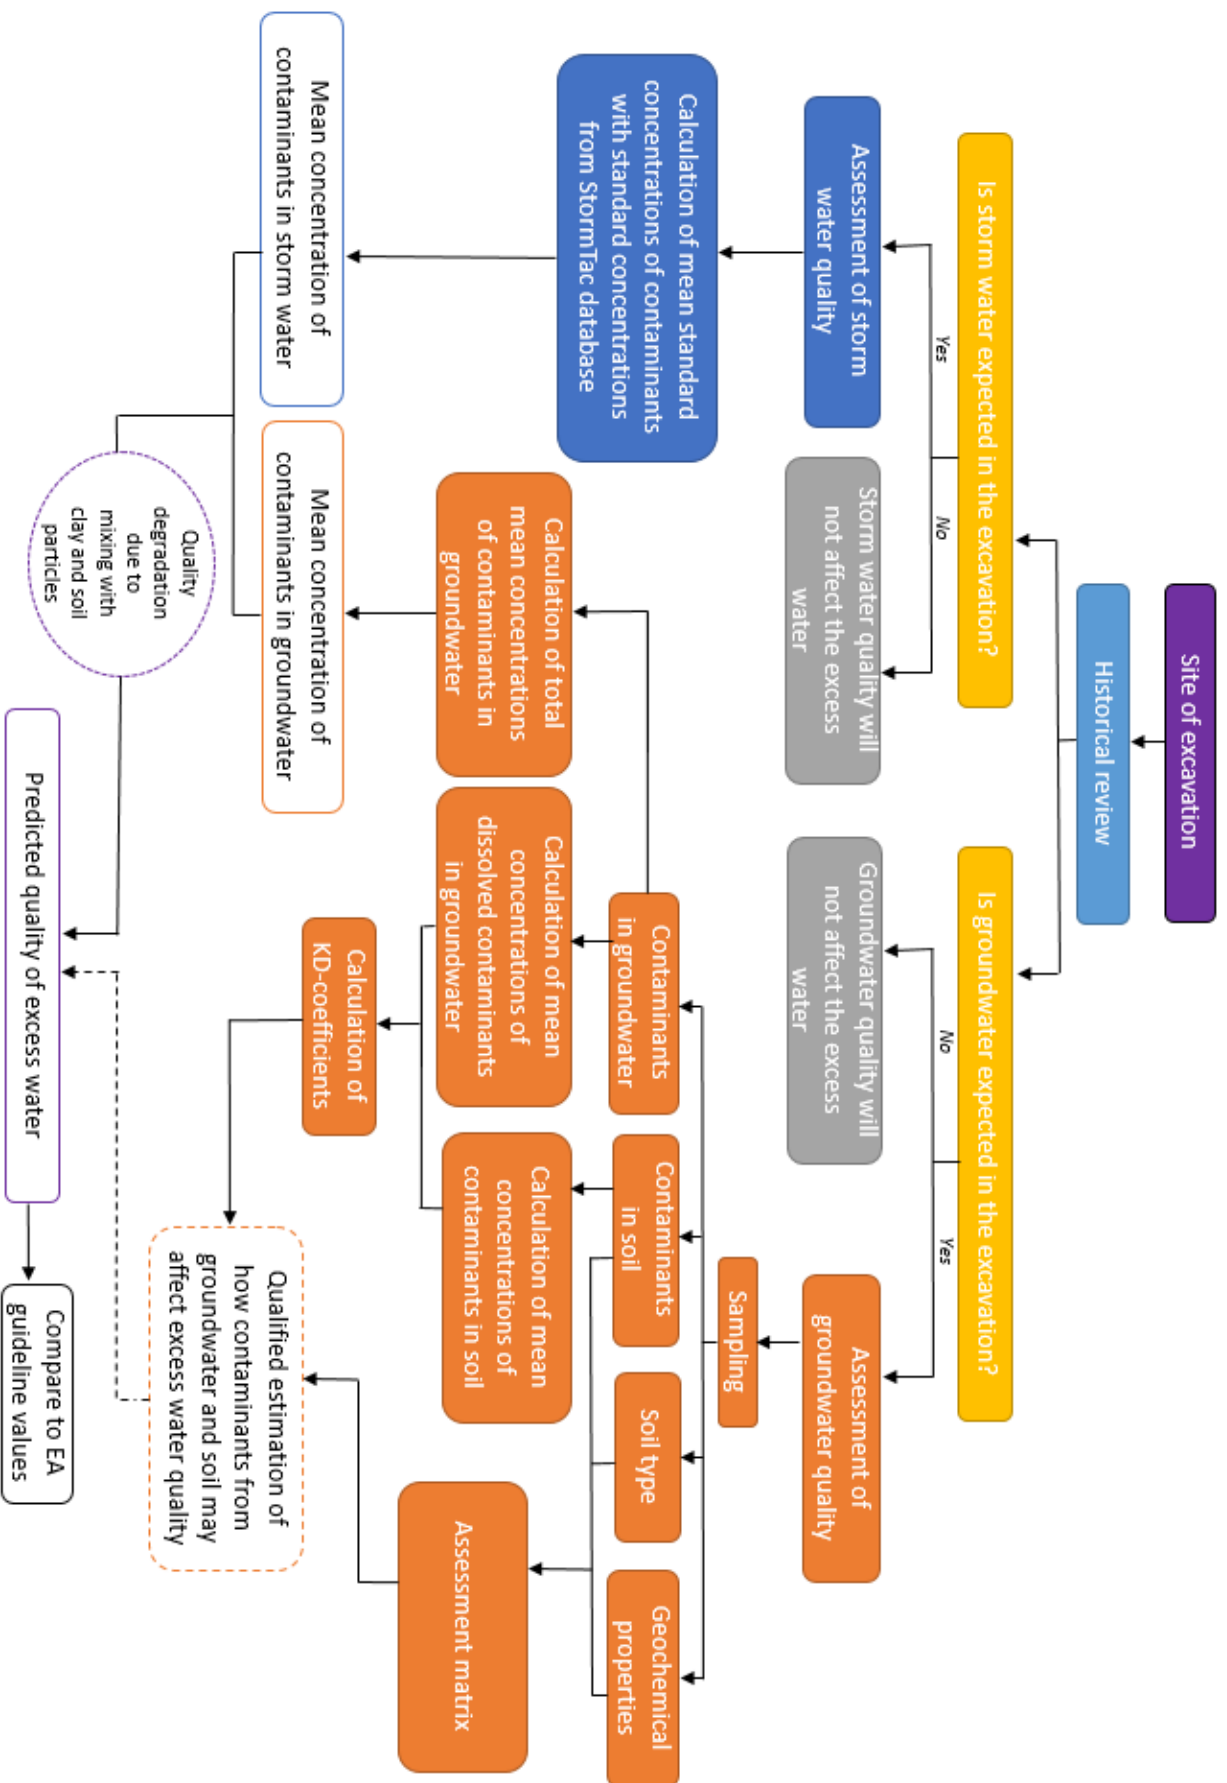 Site of excavation
Historical review
Is storm water expected in the excavation?
Is groundwater expected in the excavation?
Yes
No
No
Yes
Assessment of storm
water quality
Storm water quality will
not affect the excess
water
Groundwater quality will
not affect the excess
water
Assessment of
groundwater quality
Sampling
Calculation of mean standard
concentrations of contaminants
with standard concentrations
from StormTac database
Contaminants
in groundwater
Contaminants
in soil
Soil type
Geochemical
properties
Calculation of total
mean concentrations
of contaminants in
groundwater
Calculation of mean
concentrations of
dissolved contaminants
in groundwater
Calculation of mean
concentrations of
contaminants in soil
Assessment matrix
Calculation of
KD-coefficients
Mean concentration of
contaminants in storm water
Mean concentration of
contaminants in groundwater
Qualified estimation of
how contaminants from
groundwater and soil may
affect excess water quality
Quality
degradation
due to
mixing with
clay and soil
particles
Predicted quality of excess water
Compare to EA
guideline values